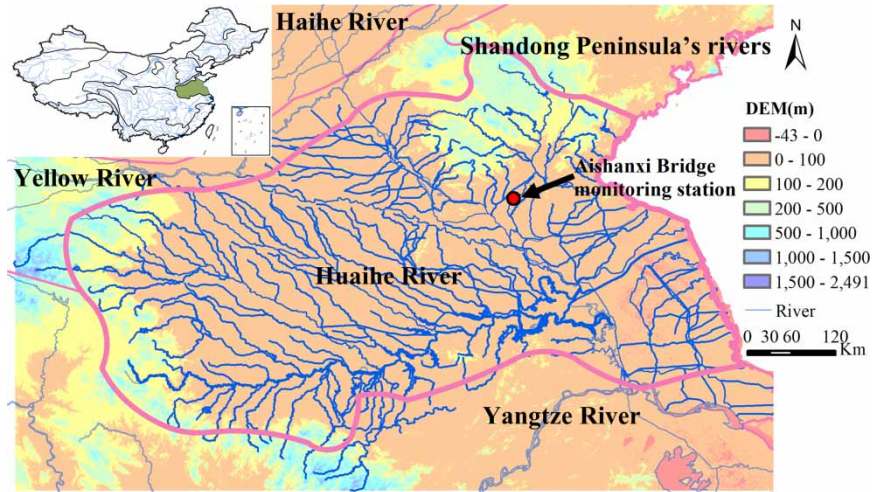 Haihe River
Shandong Peninsula's rivers
N
DEM(m)
-43 - 0
0 - 100
100 - 200
200 - 500
500 - 1,000
1,000 - 1,500
1,500 - 2,491
River
0 30 60 120
Km
Yellow River
Aishanxi Bridge
monitoring station
Huaihe River
Yangtze River